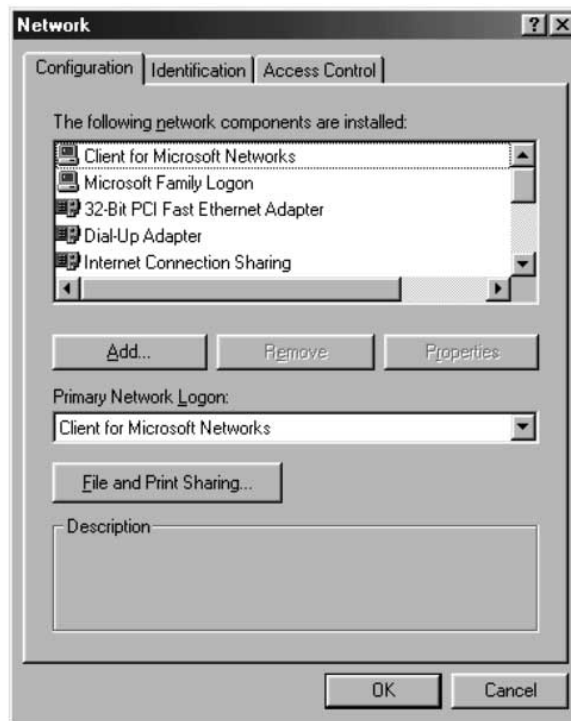 Network
Configuration Identification Access Control
The following network components are installed:
Client for Microsoft Networks
Microsoft Family Logon
32-Bit PCI Fast Ethernet Adapter
Dial-Up Adapter
Internet Connection Sharing
Add... Remove Properties
Primary Network Logon:
Client for Microsoft Networks
File and Print Sharing...
Description
OK Cancel